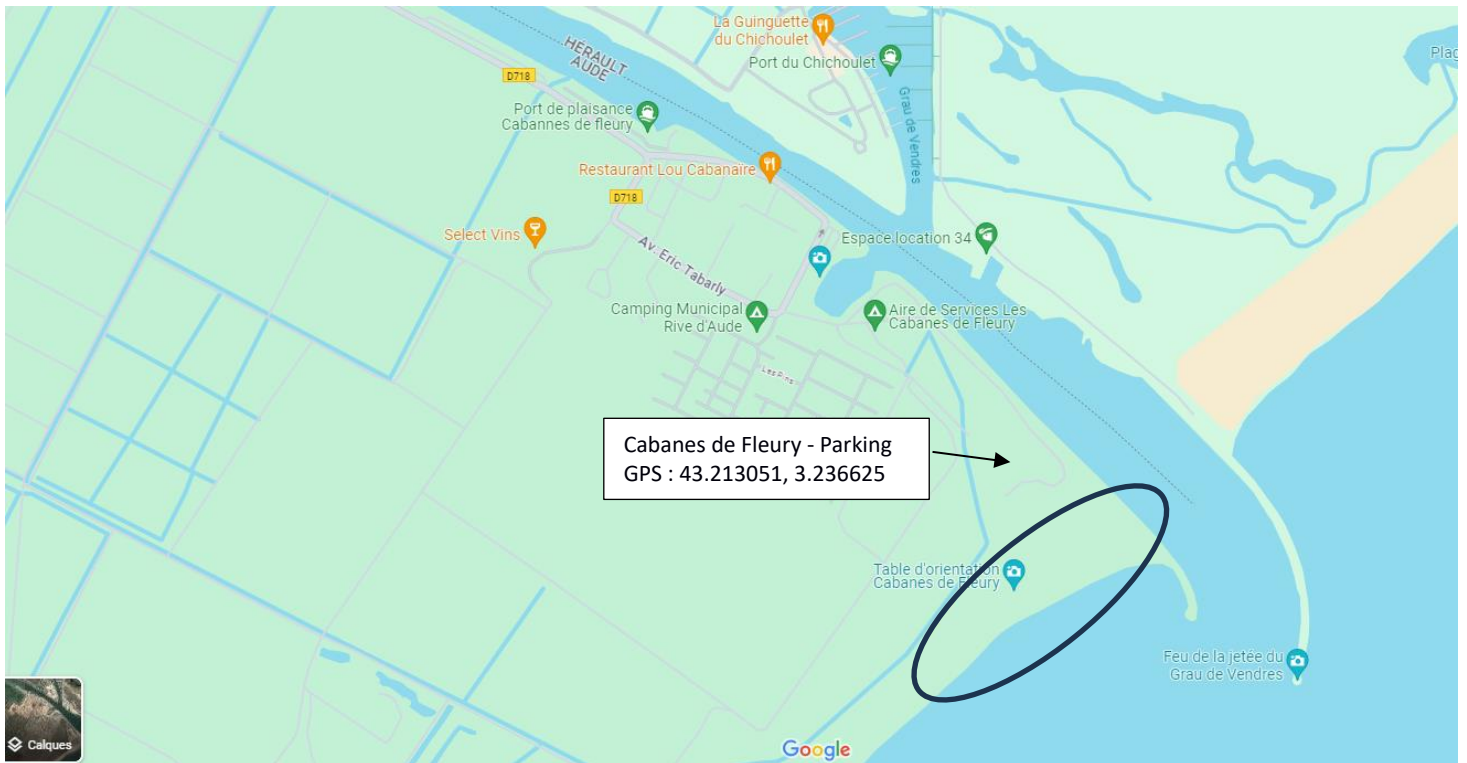 La Guinguette
du Chichoulet
HÉRAULT
AUDE
Port du Chichoulet
Plag
D718
Grau de Vendres
Port de plaisance
Cabannes de fleury
Restaurant Lou Cabanaire
D718
Select Vins
Av. Eric Tabarly
Espace location 34
Camping Municipal
Rive d'Aude
Aire de Services Les
Cabanes de Fleury
Les Pins
Cabanes de Fleury - Parking
GPS : 43.213051, 3.236625
Table d'orientation
Cabanes de Fleury
Feu de la jetée du
Grau de Vendres
Calques
Google